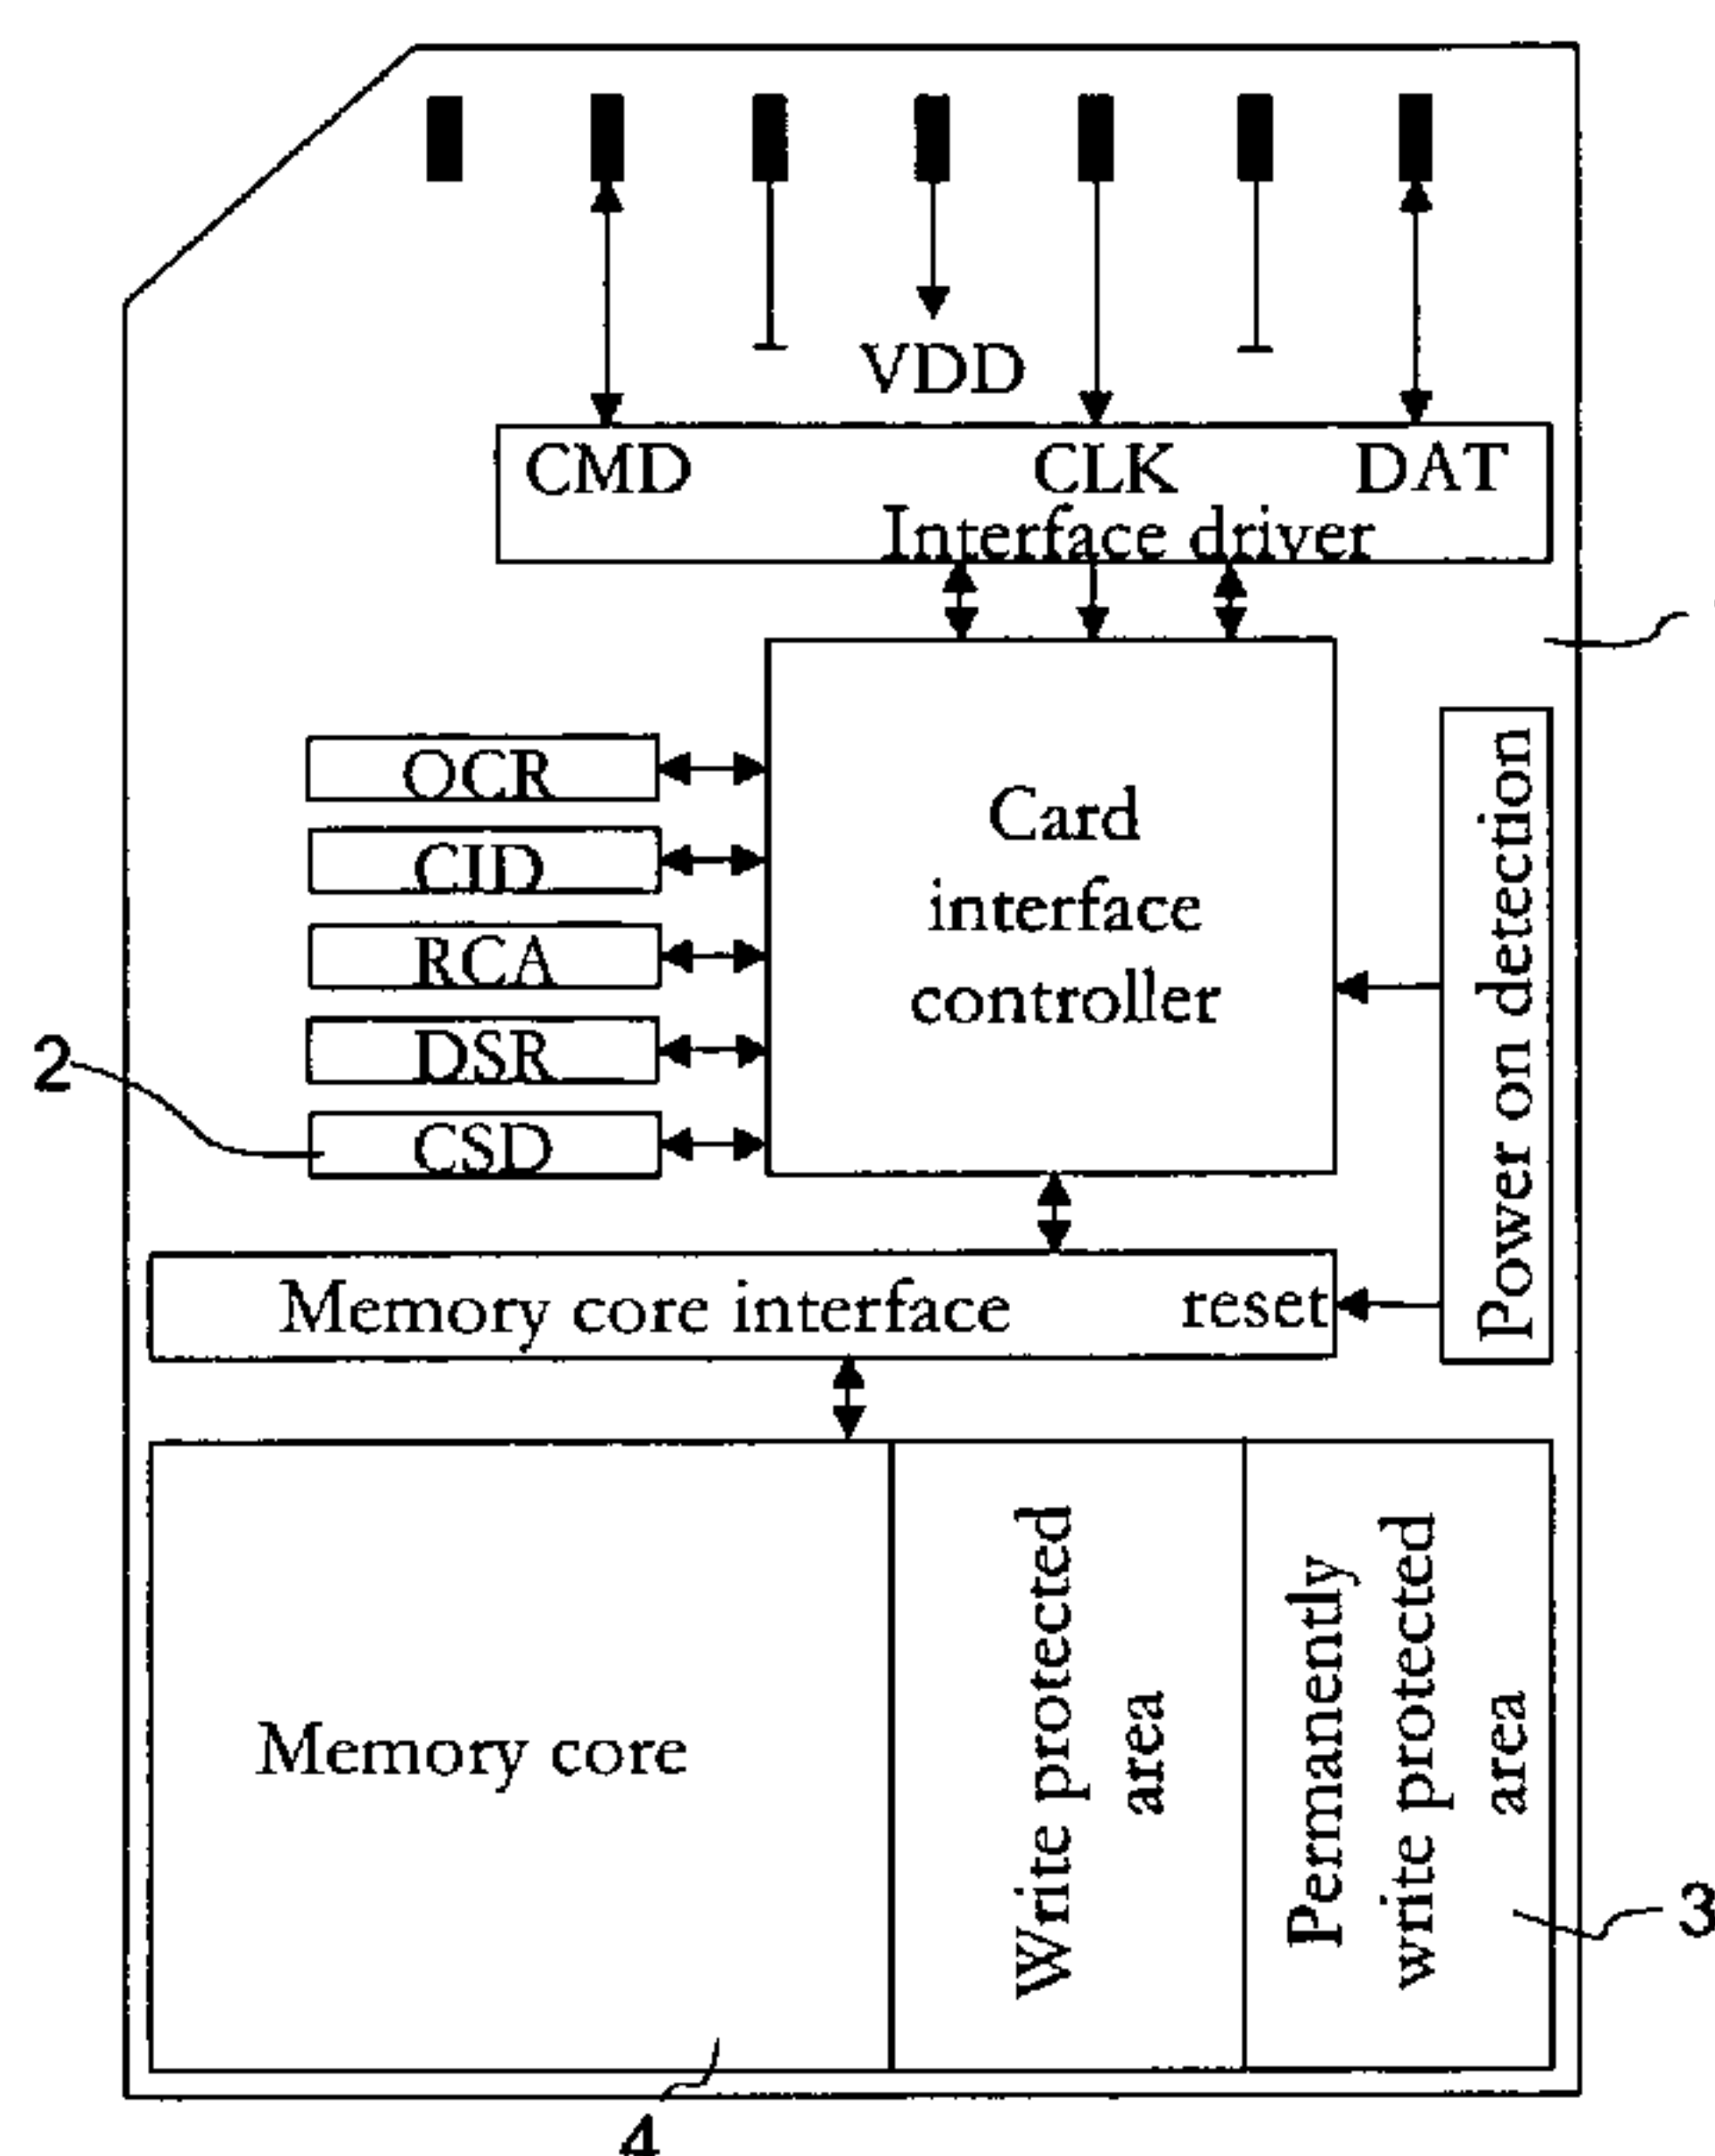 VDD
CMD CLK DAT
Interface driver
OCR
CID
RCA
DSR
CSD
Card
interface
controller
Power on detection
2
Memory core interface reset
Memory core
Write protected
area
Permanently
write protected
area
3
4